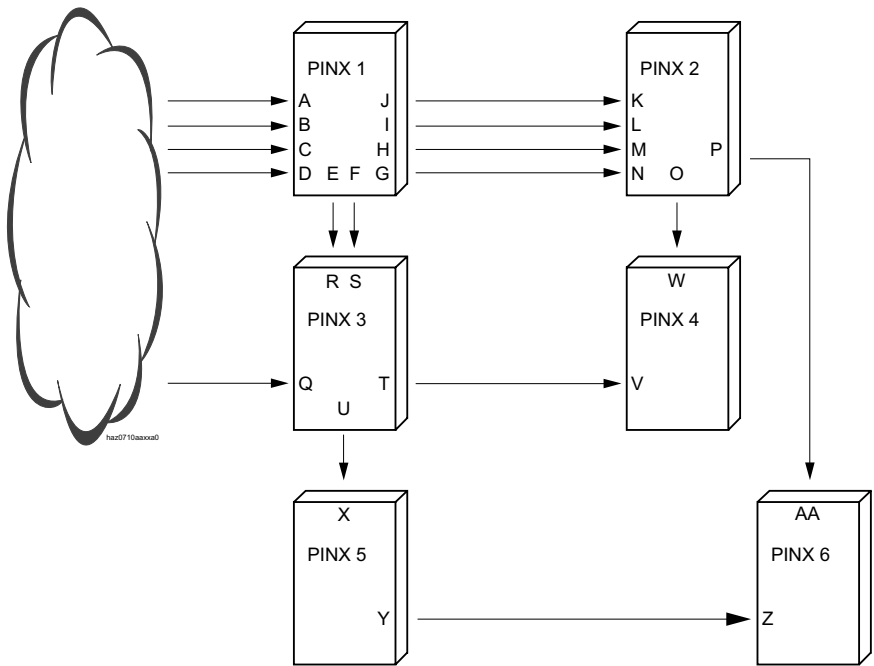 PINX 1 PINX 2
A J K
B I L
C H M P
D E F G N O
R S W
PINX 3 PINX 4
Q T V
U
haz0710aaxxa0
X AA
PINX 5 PINX 6
Y Z